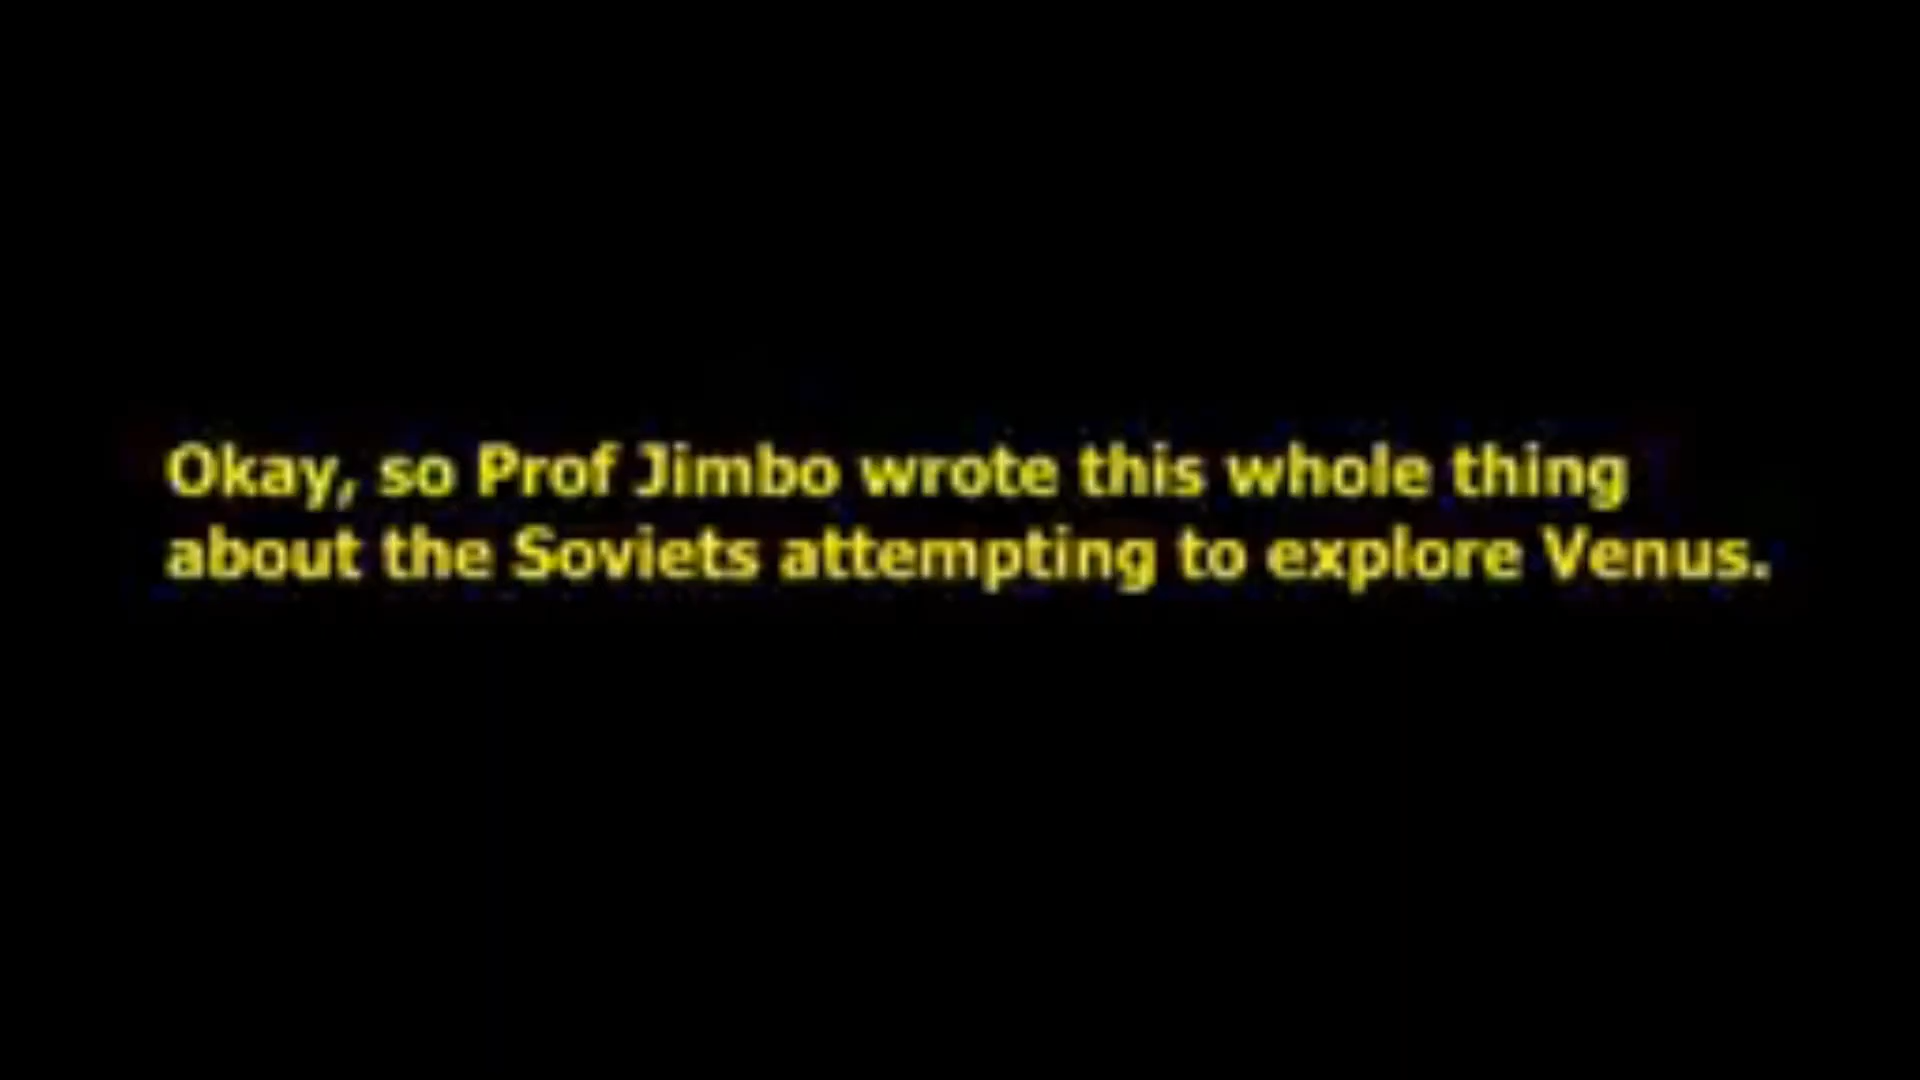 Okay, so Prof Jimbo wrote this whole thing
about the Soviets attempting to explore Venus.